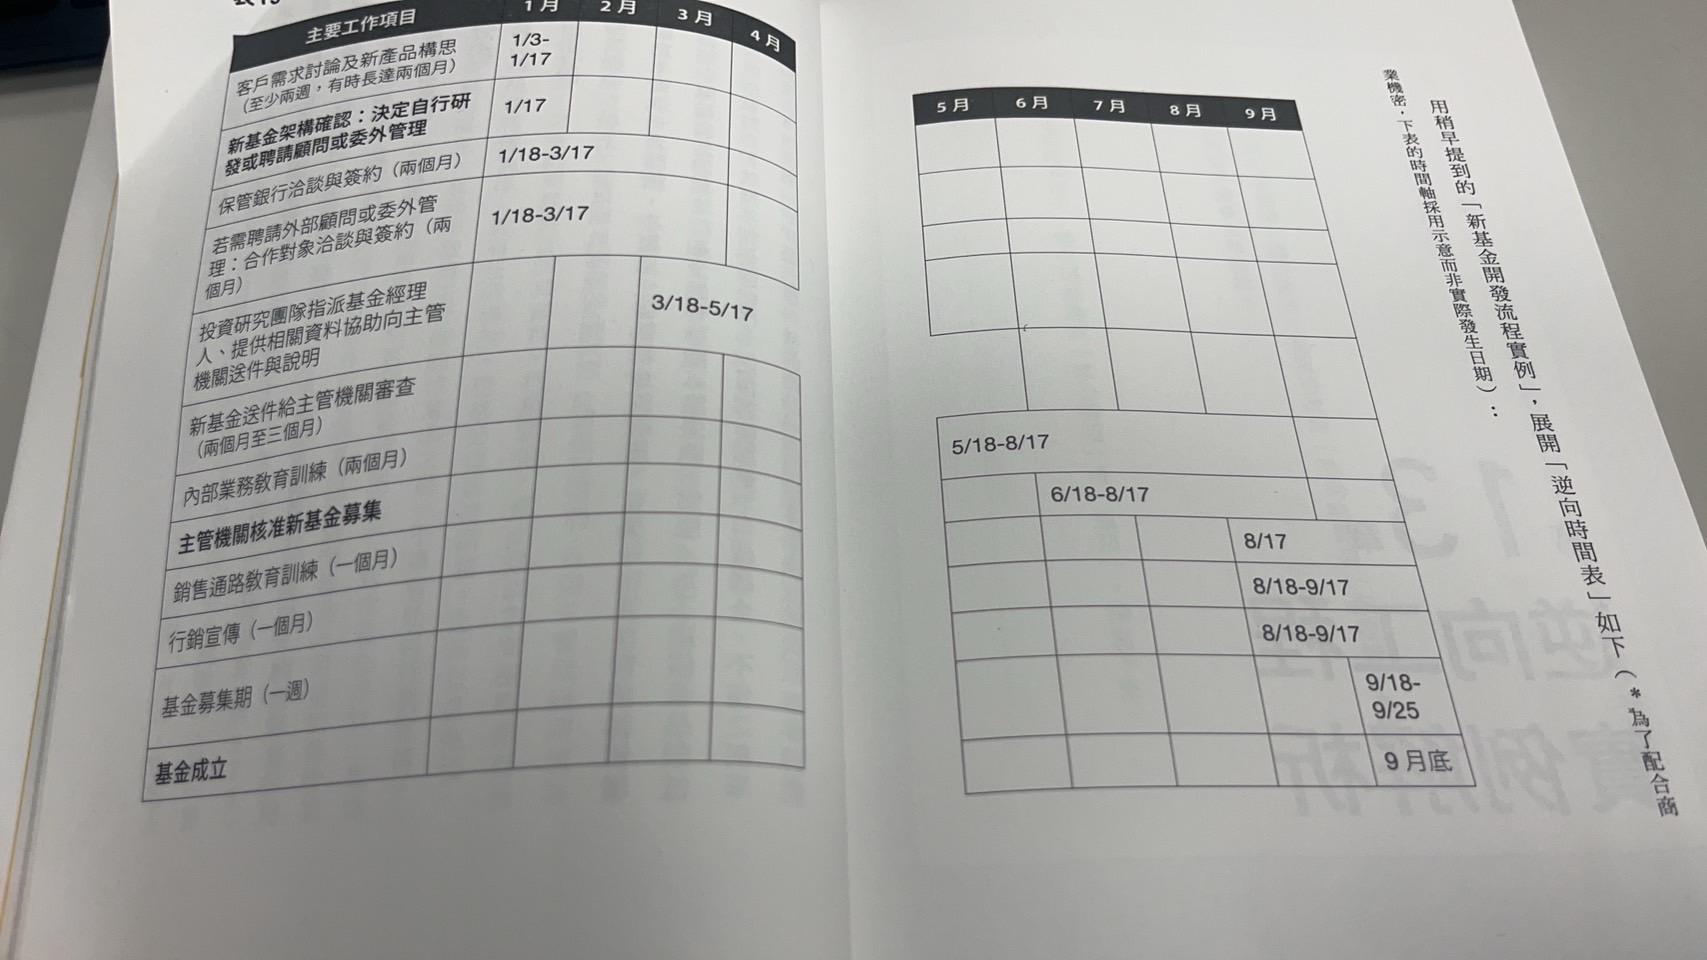 用稍早提到的「新基金開發流程實例」，展開「逆向時間表」如下（*為了配合商
業機密，下表的時間軸採用示意而非實際發生日期）：
主要工作項目 1月 2月 3月 4月 5月 6月 7月 8月 9月
客戶需求討論及新產品構思
（至少兩週，有時長達兩個月）
1/3-
1/17
新基金架構確認：決定自行研
發或聘請顧問或委外管理
1/17
保管銀行洽談與簽約（兩個月）
1/18-3/17
若需聘請外部顧問或委外管
理：合作對象洽談與簽約（兩
個月）
1/18-3/17
投資研究團隊指派基金經理
人、提供相關資料協助向主管
機關送件與說明
3/18-5/17
新基金送件給主管機關審查
（兩個月至三個月）
5/18-8/17
內部業務教育訓練（兩個月）
6/18-8/17
主管機關核准新基金募集
8/17
銷售通路教育訓練（一個月）
8/18-9/17
行銷宣傳（一個月）
8/18-9/17
基金募集期（一週）
9/18-
9/25
基金成立
9月底